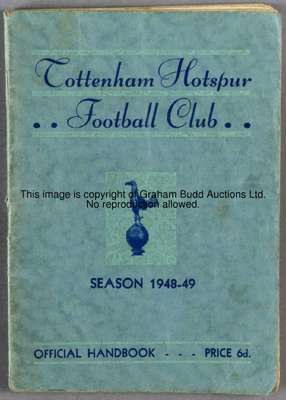 Tottenham Hotspur
.. Football Club ..
This image is copyright of Graham Budd Auctions Ltd.
No reproduction allowed.
SEASON 1948-49
OFFICIAL HANDBOOK - - - PRICE 6d.